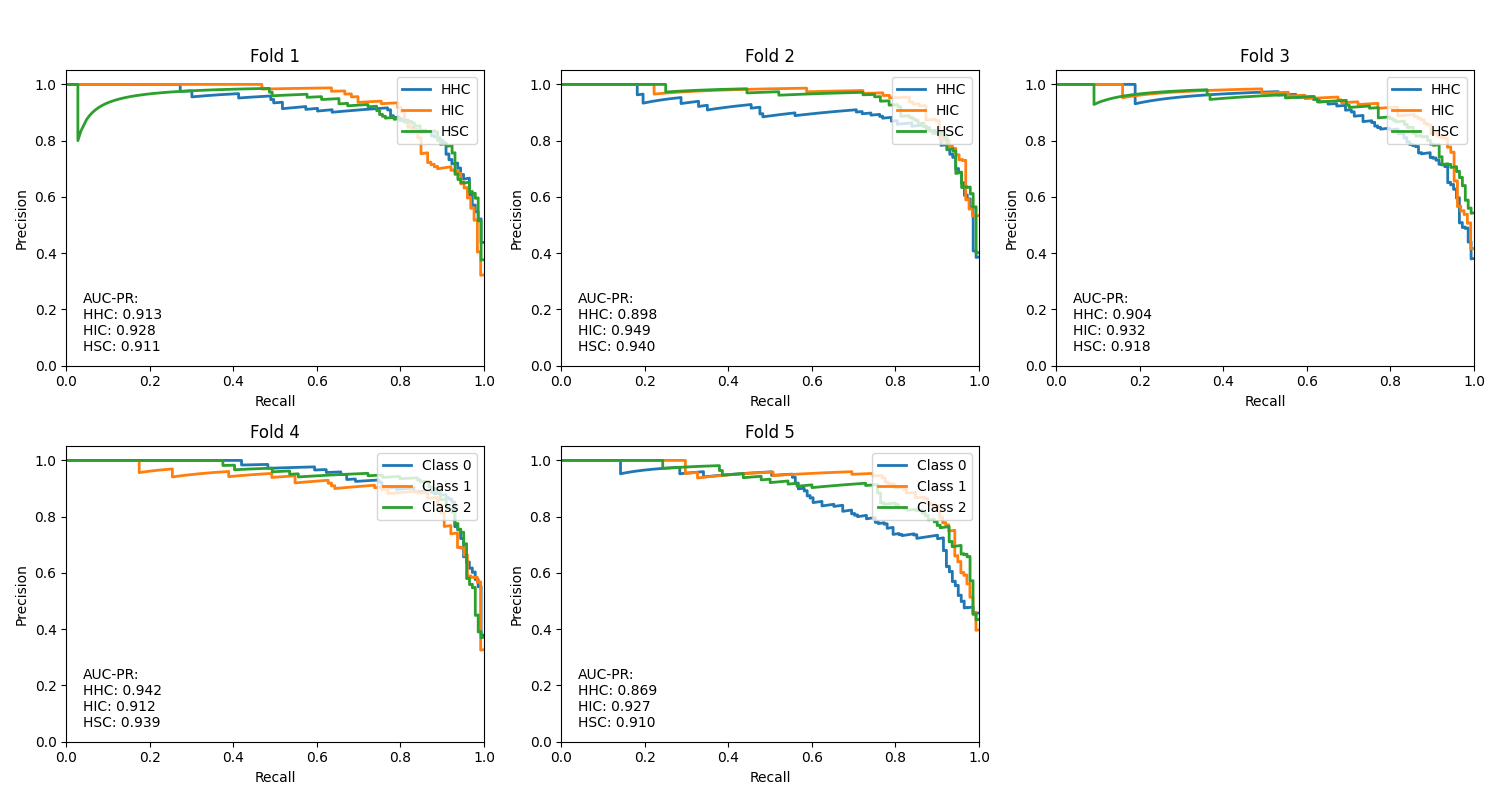 Fold 1
1.0
0.8
0.6
0.4
0.2
0.0
Precision
HHC
HIC
HSC
AUC-PR:
HHC: 0.913
HIC: 0.928
HSC: 0.911
0.0 0.2 0.4 0.6 0.8 1.0
Recall
Fold 2
1.0
0.8
0.6
0.4
0.2
0.0
Precision
HHC
HIC
HSC
AUC-PR:
HHC: 0.898
HIC: 0.949
HSC: 0.940
0.0 0.2 0.4 0.6 0.8 1.0
Recall
Fold 3
1.0
0.8
0.6
0.4
0.2
0.0
Precision
HHC
HIC
HSC
AUC-PR:
HHC: 0.904
HIC: 0.932
HSC: 0.918
0.0 0.2 0.4 0.6 0.8 1.0
Recall
Fold 4
1.0
0.8
0.6
0.4
0.2
0.0
Precision
Class 0
Class 1
Class 2
AUC-PR:
HHC: 0.942
HIC: 0.912
HSC: 0.939
0.0 0.2 0.4 0.6 0.8 1.0
Recall
Fold 5
1.0
0.8
0.6
0.4
0.2
0.0
Precision
Class 0
Class 1
Class 2
AUC-PR:
HHC: 0.869
HIC: 0.927
HSC: 0.910
0.0 0.2 0.4 0.6 0.8 1.0
Recall